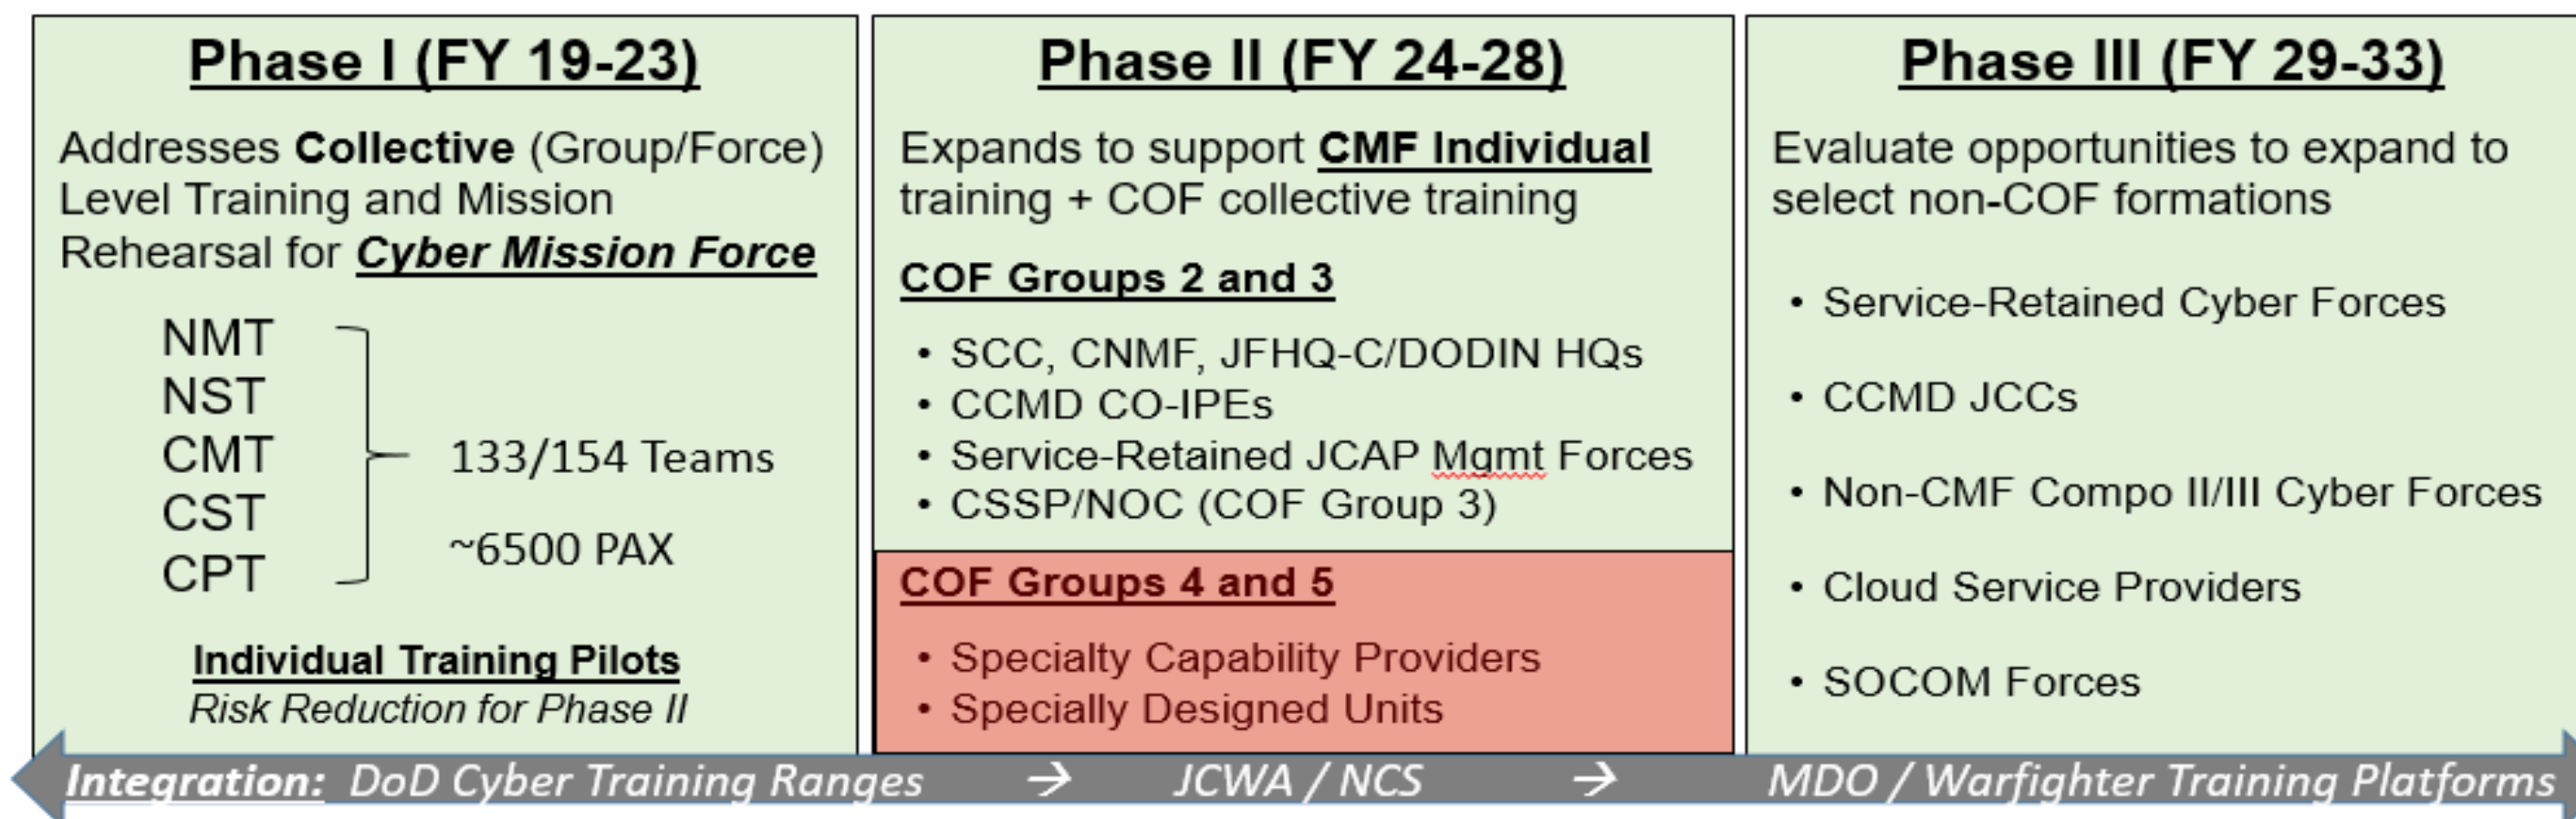 Phase I (FY 19-23)
Addresses Collective (Group/Force)
Level Training and Mission
Rehearsal for Cyber Mission Force
NMT
NST
CMT
CST
CPT
133/154 Teams
~6500 PAX
Individual Training Pilots
Risk Reduction for Phase II
Phase II (FY 24-28)
Expands to support CMF Individual
training + COF collective training
COF Groups 2 and 3
• SCC, CNMF, JFHQ-C/DODIN HQs
• CCMD CO-IPEs
• Service-Retained JCAP Mgmt Forces
• CSSP/NOC (COF Group 3)
COF Groups 4 and 5
• Specialty Capability Providers
• Specially Designed Units
Phase III (FY 29-33)
Evaluate opportunities to expand to
select non-COF formations
• Service-Retained Cyber Forces
• CCMD JCCs
• Non-CMF Compo II/III Cyber Forces
• Cloud Service Providers
• SOCOM Forces
Integration: DoD Cyber Training Ranges → JCWA / NCS → MDO / Warfighter Training Platforms